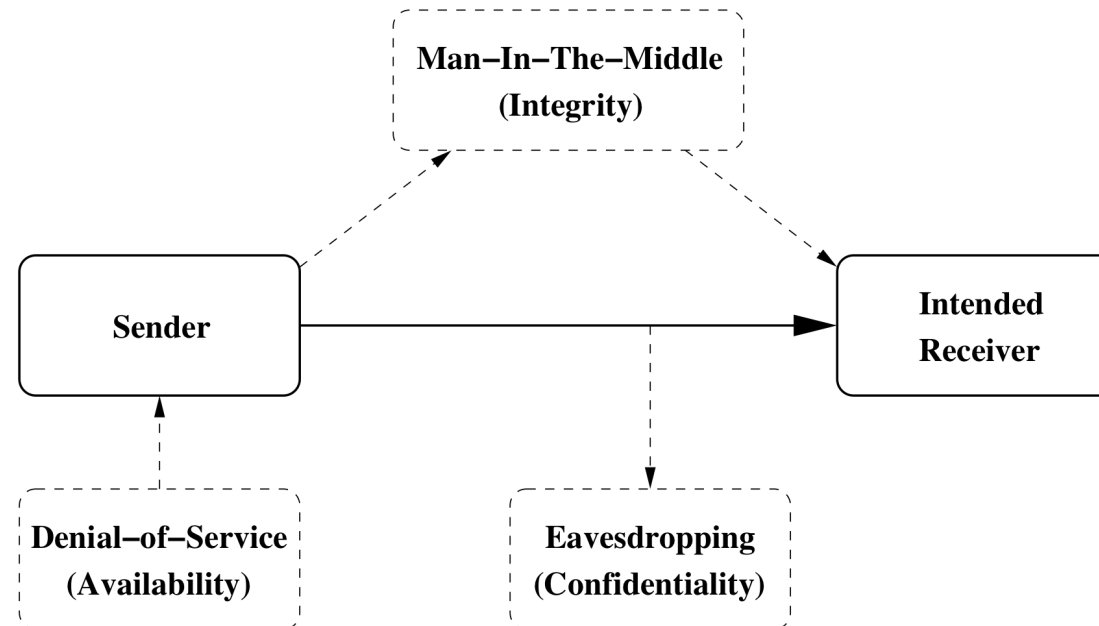 Man−In−The−Middle
(Integrity)
Sender
Intended
Receiver
Denial−of−Service
(Availability)
Eavesdropping
(Confidentiality)